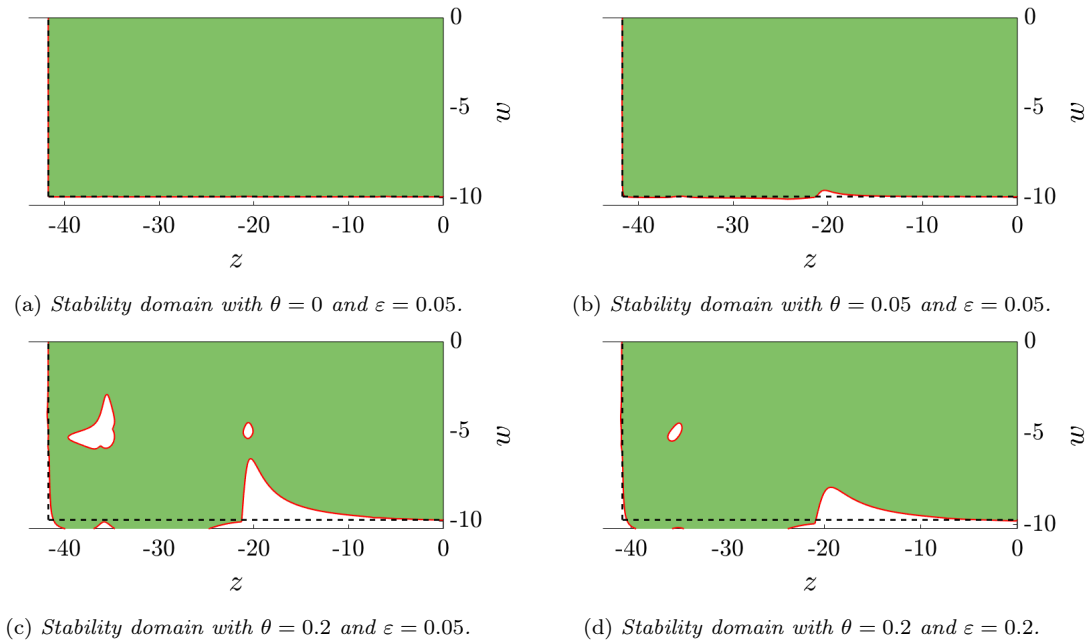 0
0
-5
w
-5
w
-10
-10
-40
-30
-20
-10
0
-40
-30
-20
-10
0
z
z
(a) Stability domain with θ = 0 and ε = 0.05.
(b) Stability domain with θ = 0.05 and ε = 0.05.
0
0
-5
w
-5
w
-10
-10
-40
-30
-20
-10
0
-40
-30
-20
-10
0
z
z
(c) Stability domain with θ = 0.2 and ε = 0.05.
(d) Stability domain with θ = 0.2 and ε = 0.2.